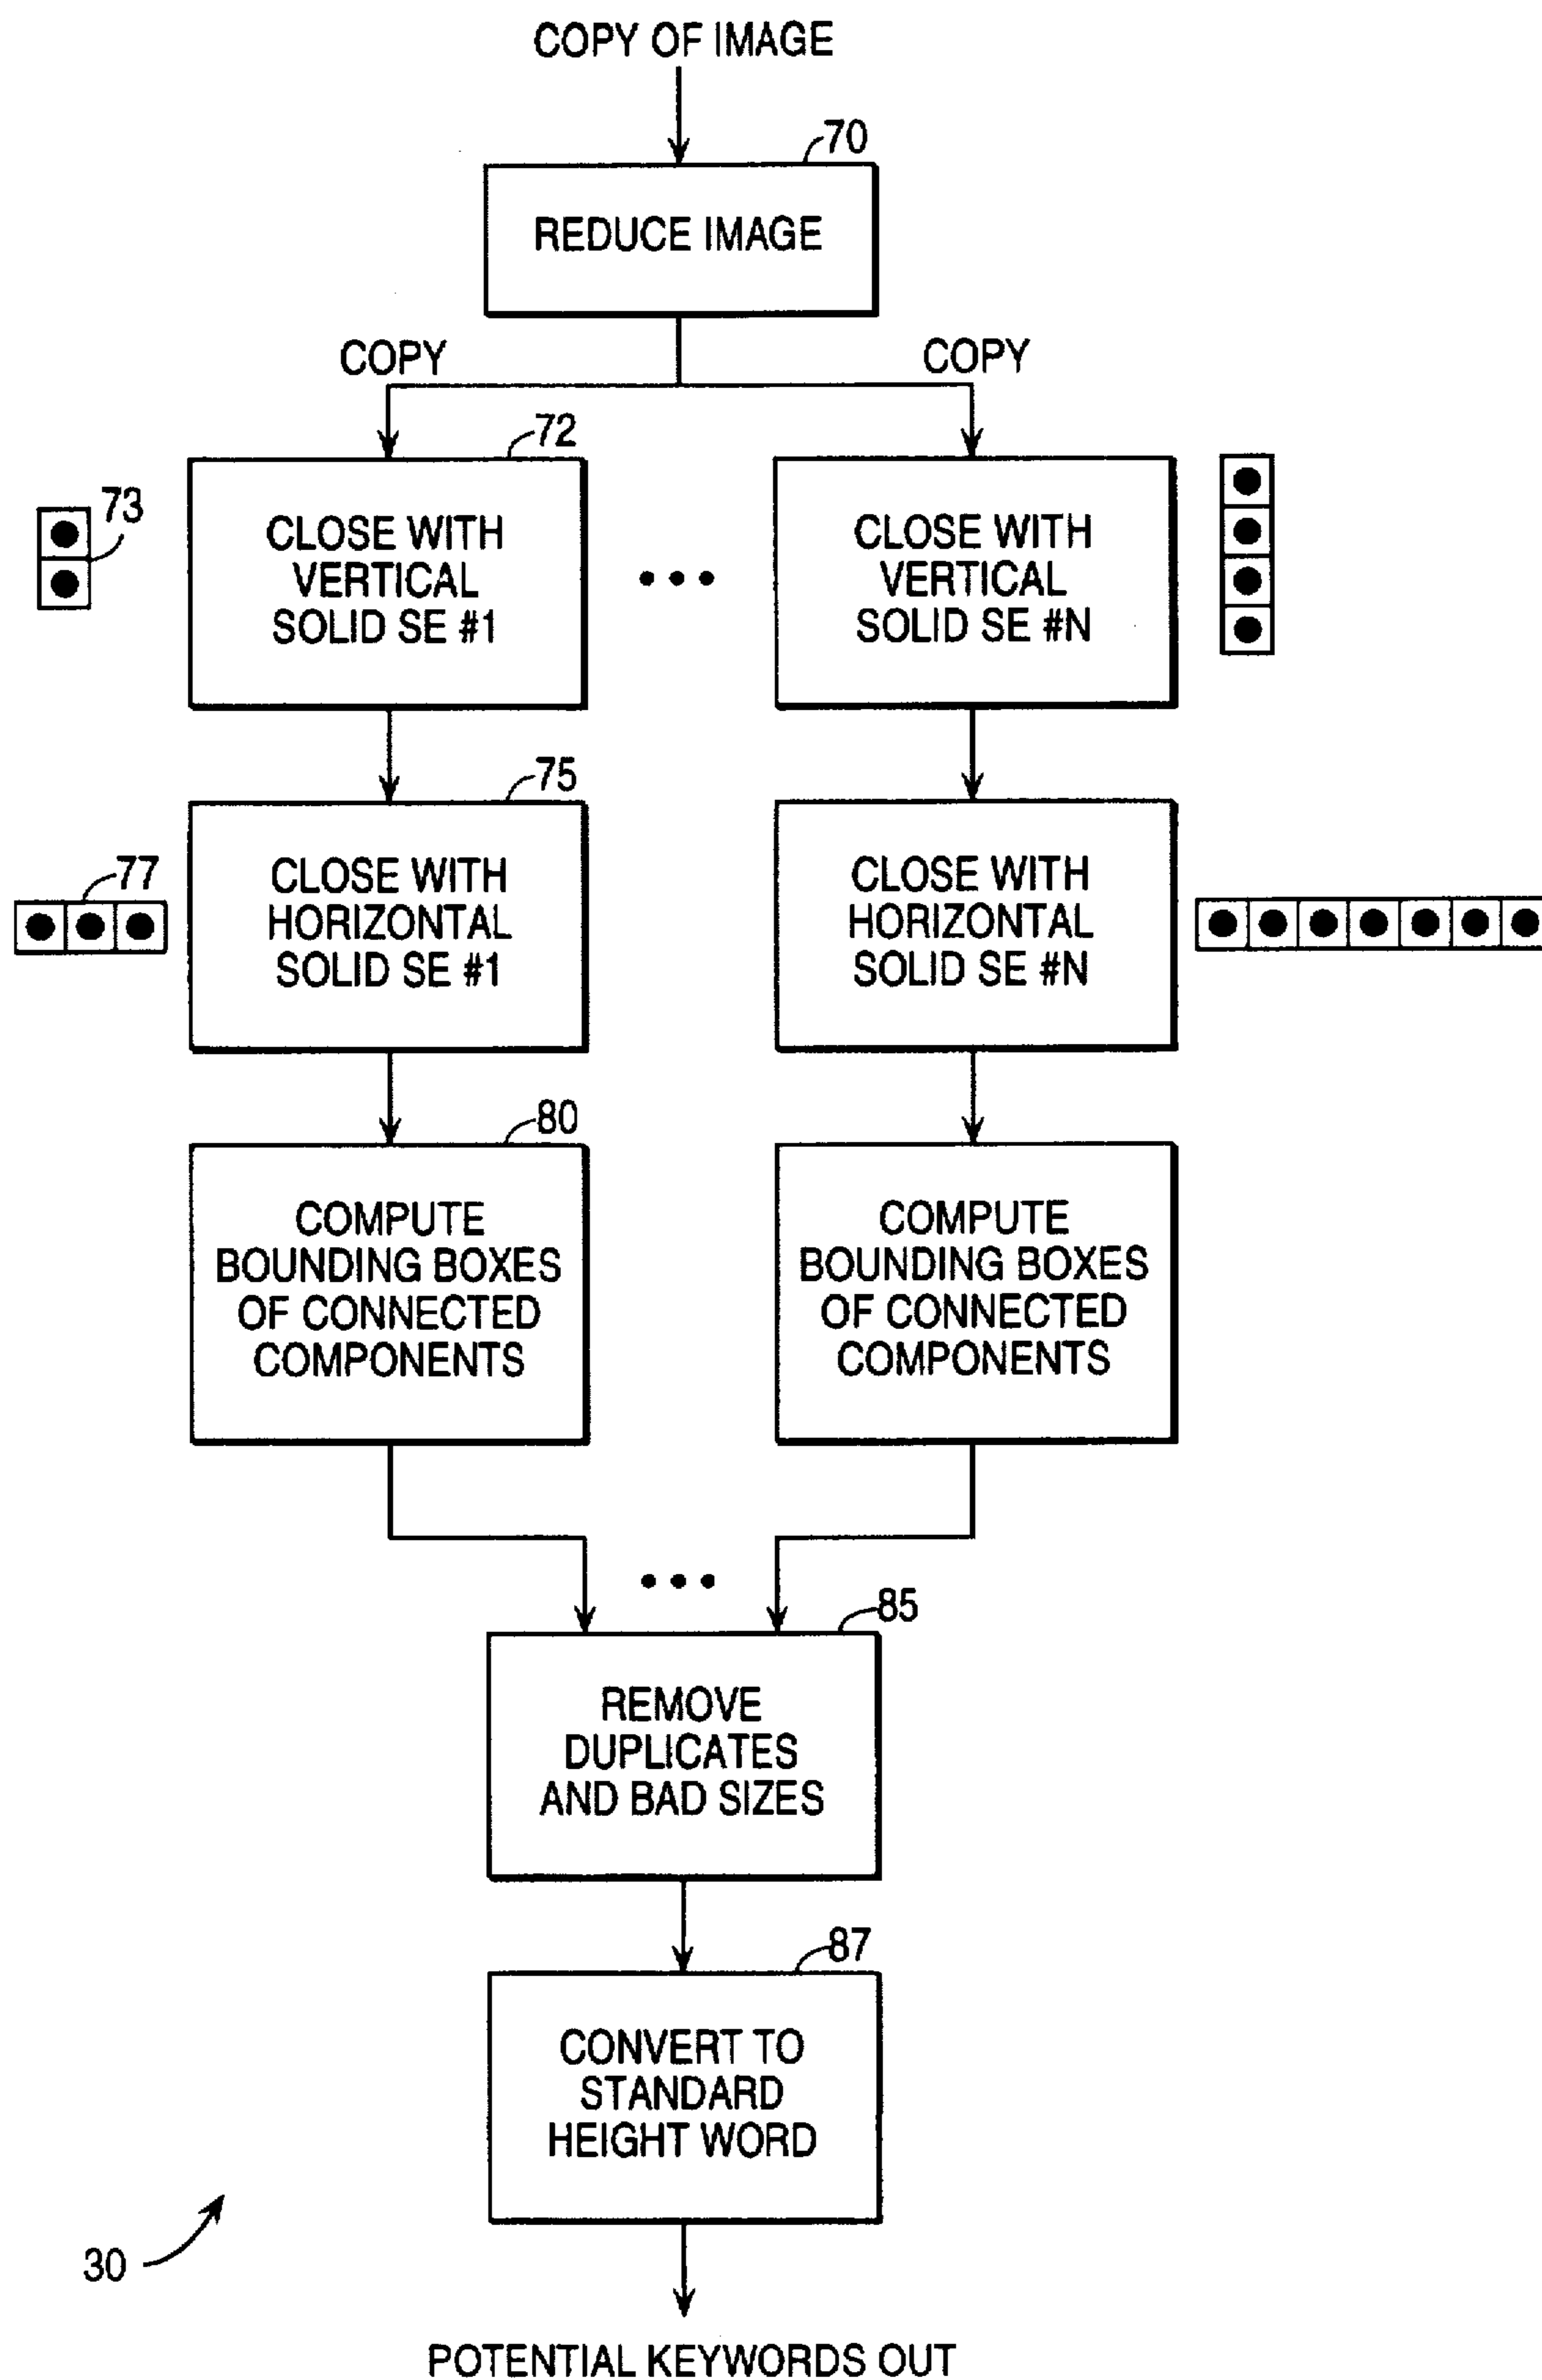 COPY OF IMAGE
70
REDUCE IMAGE
COPY
COPY
72
73
CLOSE WITH
VERTICAL
SOLID SE #1
CLOSE WITH
VERTICAL
SOLID SE #N
75
77
CLOSE WITH
HORIZONTAL
SOLID SE #1
CLOSE WITH
HORIZONTAL
SOLID SE #N
80
COMPUTE
BOUNDING BOXES
OF CONNECTED
COMPONENTS
COMPUTE
BOUNDING BOXES
OF CONNECTED
COMPONENTS
85
REMOVE
DUPLICATES
AND BAD SIZES
87
CONVERT TO
STANDARD
HEIGHT WORD
30
POTENTIAL KEYWORDS OUT